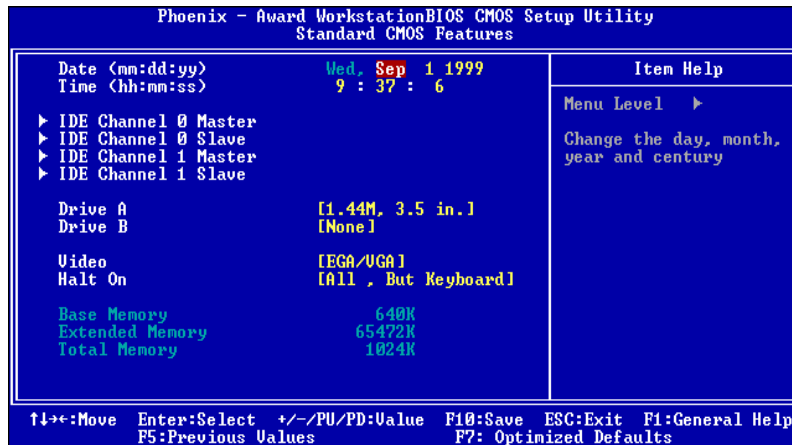 Phoenix - Award WorkstationBIOS CMOS Setup Utility
Standard CMOS Features
Date (mm:dd:yy) Wed, Sep 1 1999
Time (hh:mm:ss) 9 : 37 : 6
▶ IDE Channel 0 Master
▶ IDE Channel 0 Slave
▶ IDE Channel 1 Master
▶ IDE Channel 1 Slave
Drive A [1.44M, 3.5 in.]
Drive B [None]
Video [EGA/VGA]
Halt On [All , But Keyboard]
Base Memory 640K
Extended Memory 65472K
Total Memory 1024K
Item Help
Menu Level ▶
Change the day, month,
year and century
↑↓→←:Move Enter:Select +/-/PU/PD:Value F10:Save ESC:Exit F1:General Help
F5:Previous Values F7: Optimized Defaults